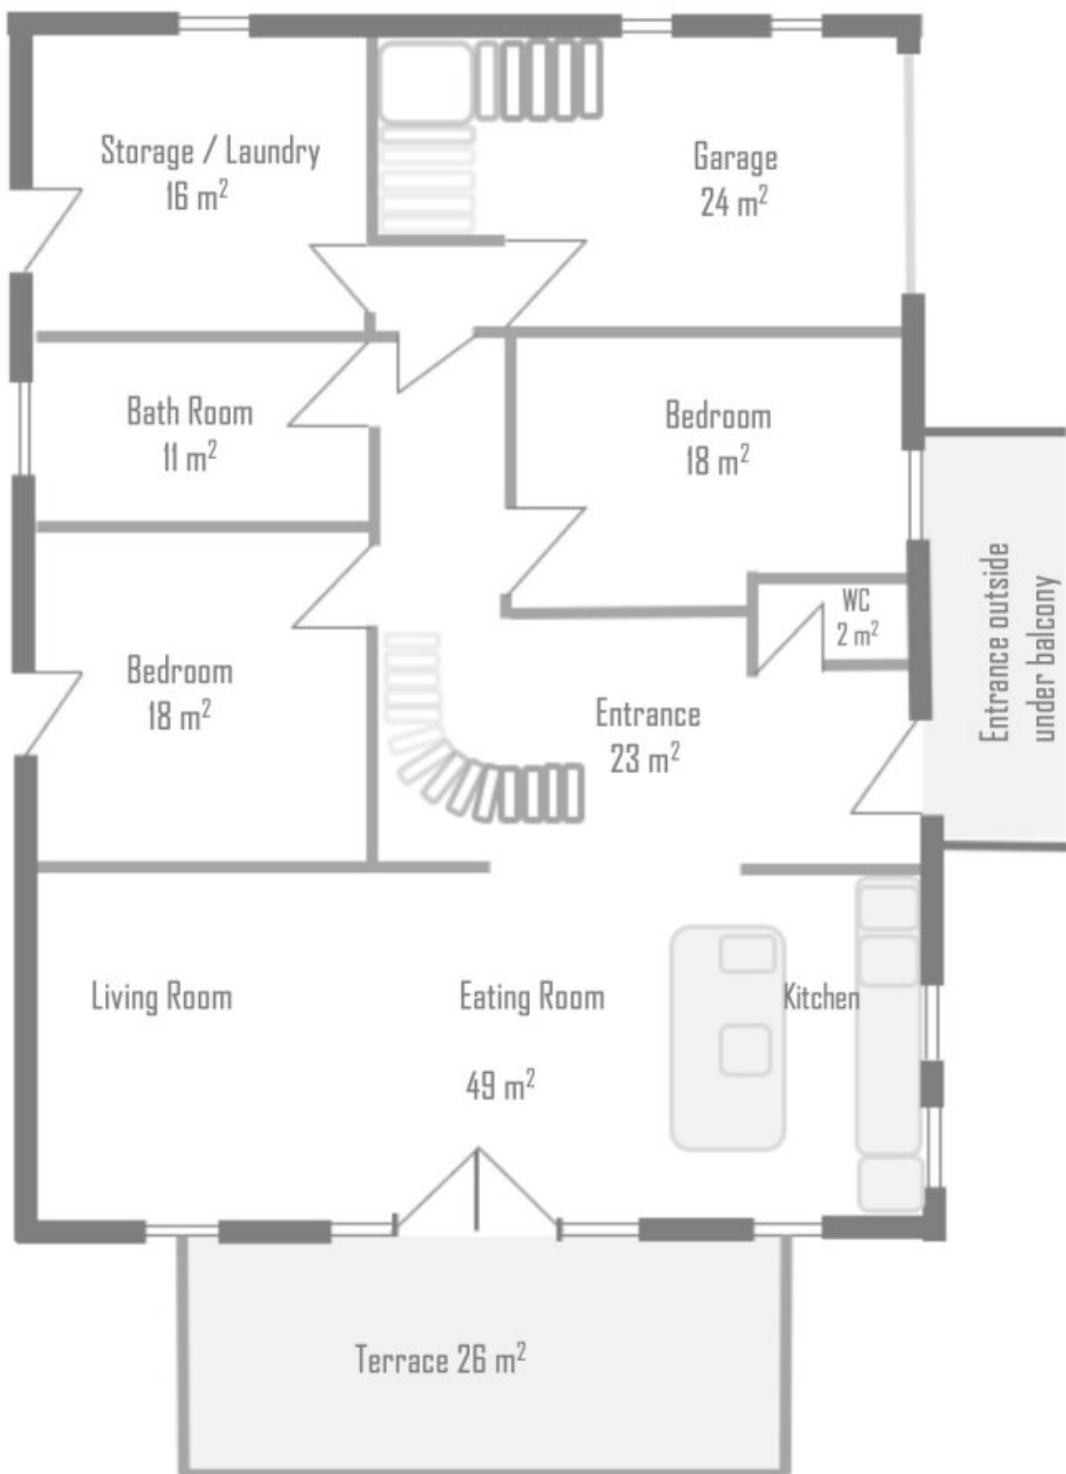 Storage / Laundry
16 m²
Garage
24 m²
Bath Room
11 m²
Bedroom
18 m²
WC
2 m²
Entrance outside
under balcony
Bedroom
18 m²
Entrance
23 m²
Living Room
Eating Room
Kitchen
49 m²
Terrace 26 m²